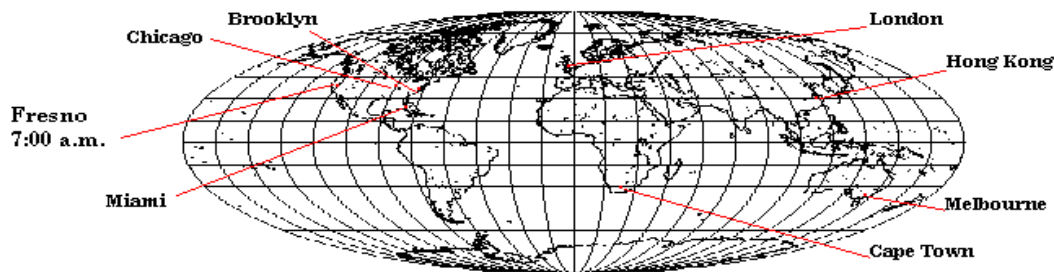 Brooklyn
London
Chicago
Hong Kong
Fresno
7:00 a.m.
Miami
Melbourne
Cape Town